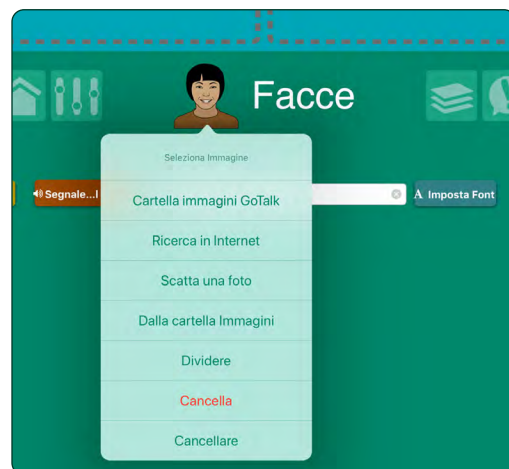 Facce
Seleziona Immagine
Cartella immagini GoTalk
Segnale...l
A Imposta Font
Ricerca in Internet
Scatta una foto
Dalla cartella Immagini
Dividere
Cancella
Cancellare